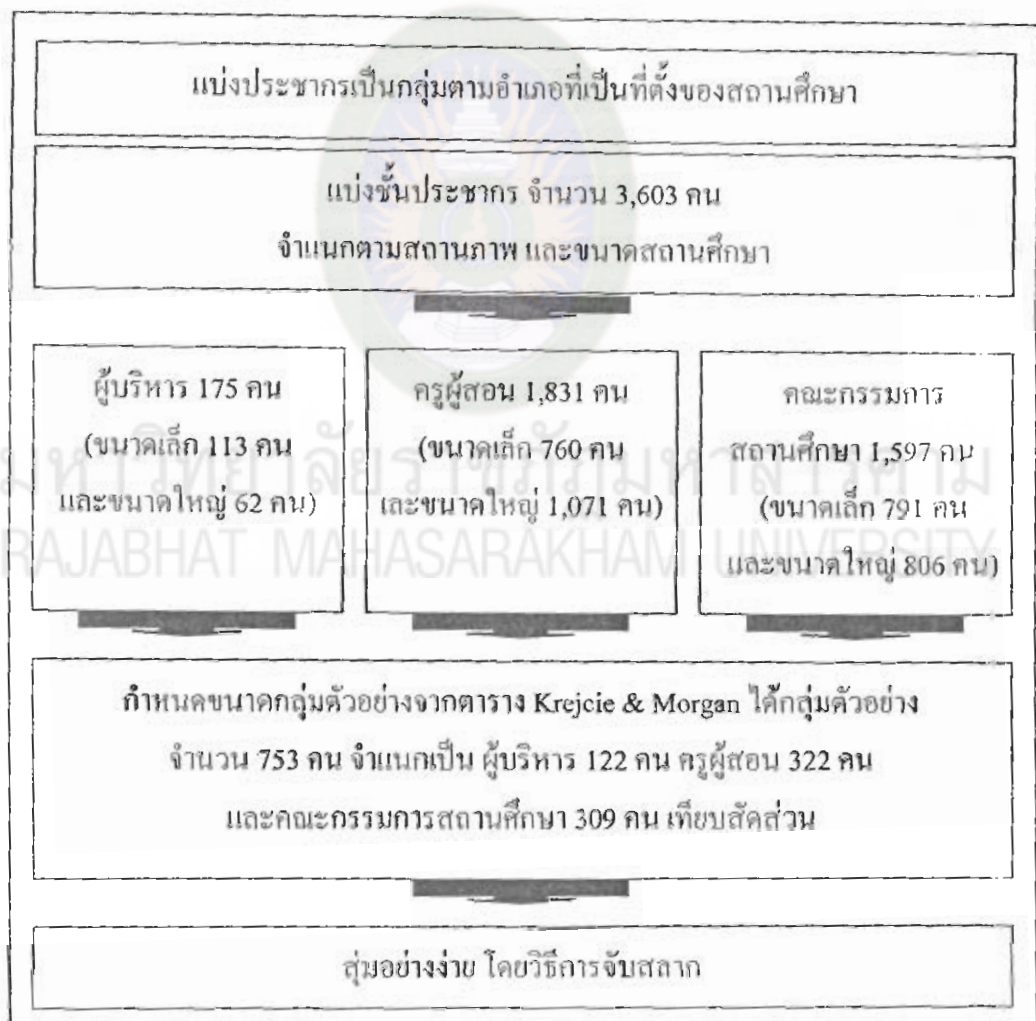 แบ่งประชากรเป็นกลุ่มตามอำเภอที่เป็นที่ตั้งของสถานศึกษา
แบ่งชั้นประชากร จำนวน 3,603 คน
จำแนกตามสถานภาพ และขนาดสถานศึกษา
ผู้บริหาร 175 คน
(ขนาดเล็ก 113 คน
และขนาดใหญ่ 62 คน)
ครูผู้สอน 1,831 คน
(ขนาดเล็ก 760 คน
และขนาดใหญ่ 1,071 คน)
คณะกรรมการ
สถานศึกษา 1,597 คน
(ขนาดเล็ก 791 คน
และขนาดใหญ่ 806 คน)
มหาวิทยาลัยราชภัฏมหาสารคาม
RAJABHAT MAHASARAKHAM UNIVERSITY
กำหนดขนาดกลุ่มตัวอย่างจากตาราง Krejcie & Morgan ได้กลุ่มตัวอย่าง
จำนวน 753 คน จำแนกเป็น ผู้บริหาร 122 คน ครูผู้สอน 322 คน
และคณะกรรมการสถานศึกษา 309 คน เทียบสัดส่วน
สุ่มอย่างง่าย โดยวิธีการจับสลาก